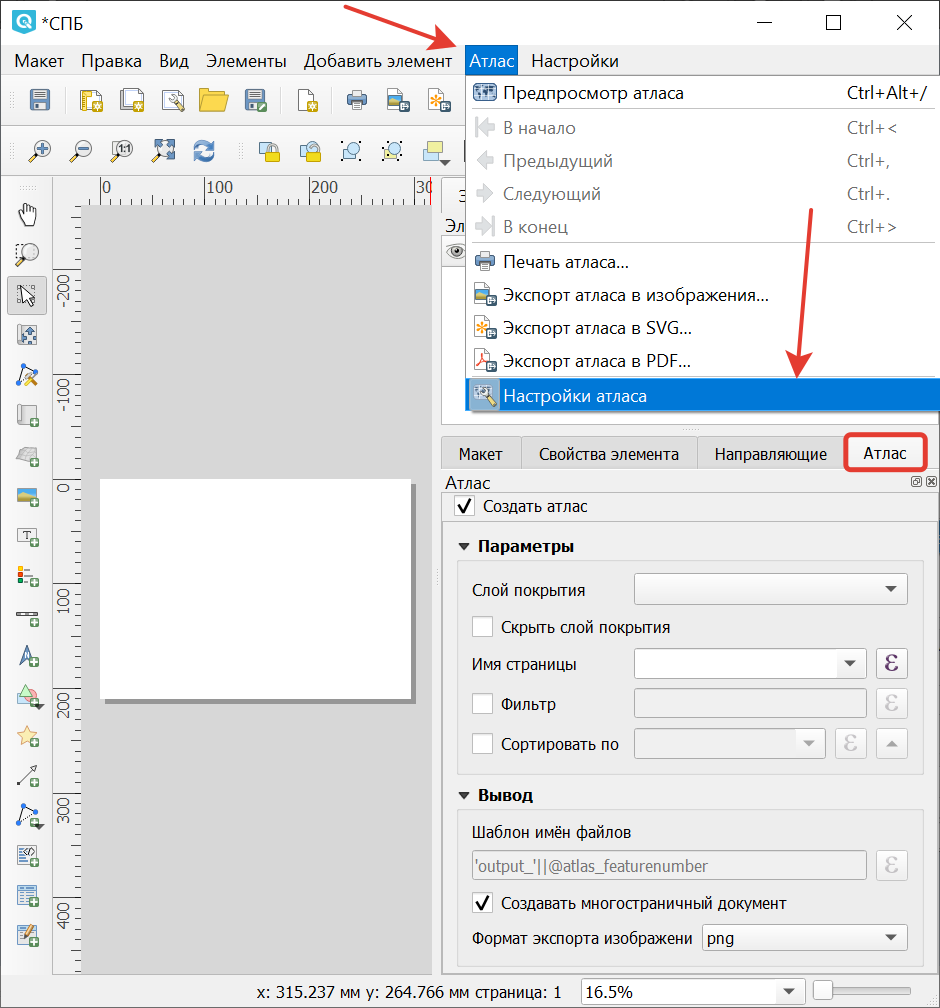 *СПБ
Макет Правка Вид Элементы Добавить элемент Атлас Настройки
Предпросмотр атласа Ctrl+Alt+/
В начало Ctrl+<
Предыдущий Ctrl+,
Следующий Ctrl+.
В конец Ctrl+>
Печать атласа...
Экспорт атласа в изображения...
Экспорт атласа в SVG...
Экспорт атласа в PDF...
Настройки атласа
1:1
0 100 200 30
Э
Эл
-200
-100
0
100
200
300
400
Макет Свойства элемента Направляющие Атлас
Атлас
Создать атлас
Параметры
Слой покрытия
Скрыть слой покрытия
Имя страницы ε
Фильтр ε
Сортировать по ε
Вывод
Шаблон имён файлов
'output_'||@atlas_featurenumber ε
Создавать многостраничный документ
Формат экспорта изображени png
x: 315.237 мм y: 264.766 мм страница: 1 16.5%